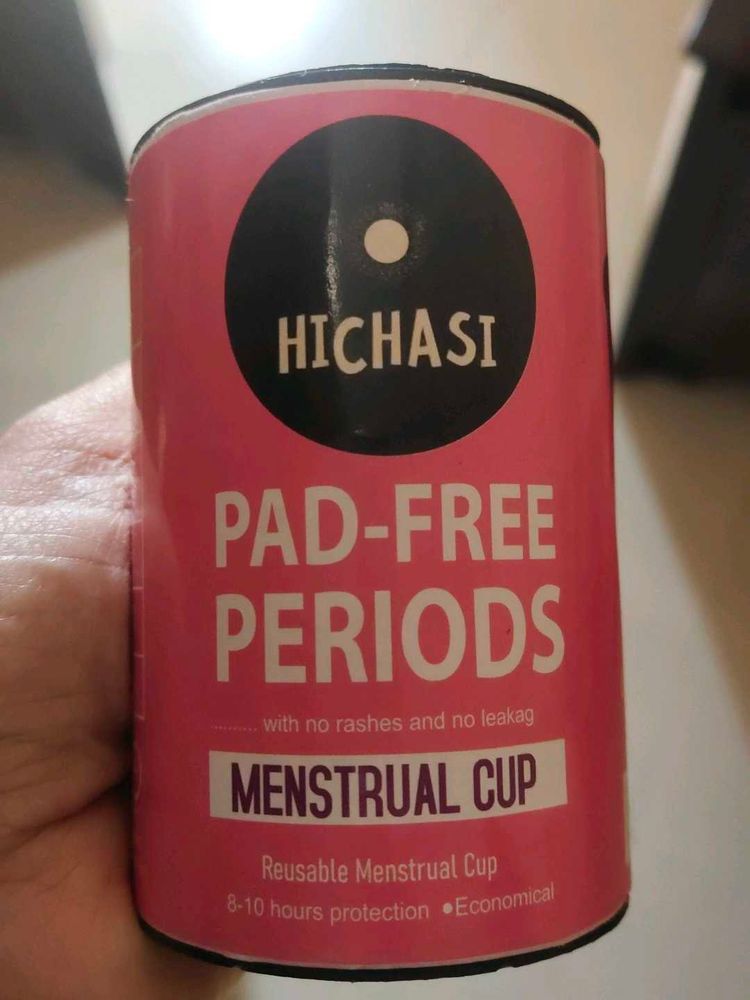 HICHASI
PAD-FREE
PERIODS
.......... with no rashes and no leakag
MENSTRUAL CUP
Reusable Menstrual Cup
8-10 hours protection •Economical